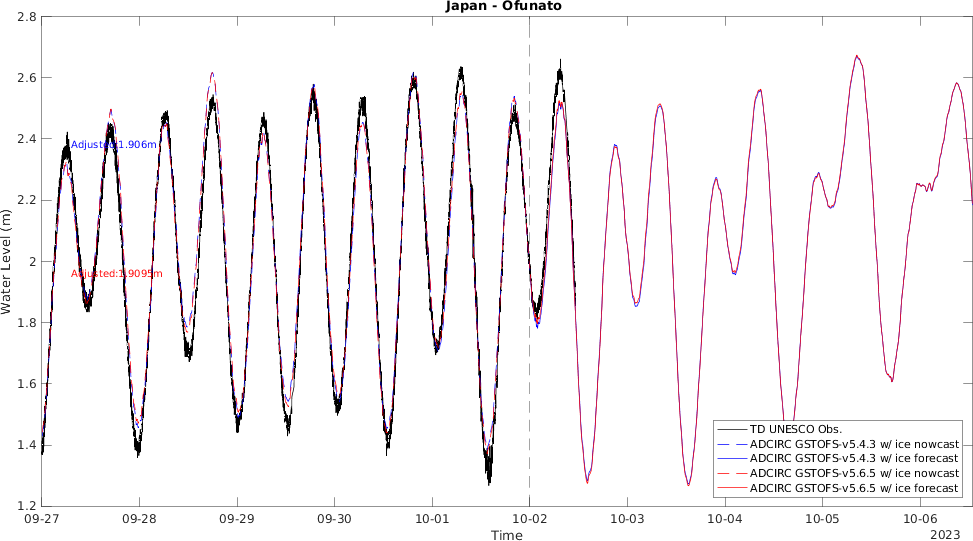 Japan - Ofunato
2.8
2.6
2.4
2.2
2
1.8
1.6
1.4
1.2
Water Level (m)
Adjusted:1.906m
Adjusted:1.9095m
TD UNESCO Obs.
ADCIRC GSTOFS-v5.4.3 w/ ice nowcast
ADCIRC GSTOFS-v5.4.3 w/ ice forecast
ADCIRC GSTOFS-v5.6.5 w/ ice nowcast
ADCIRC GSTOFS-v5.6.5 w/ ice forecast
09-27 09-28 09-29 09-30 10-01 10-02 10-03 10-04 10-05 10-06
Time
2023